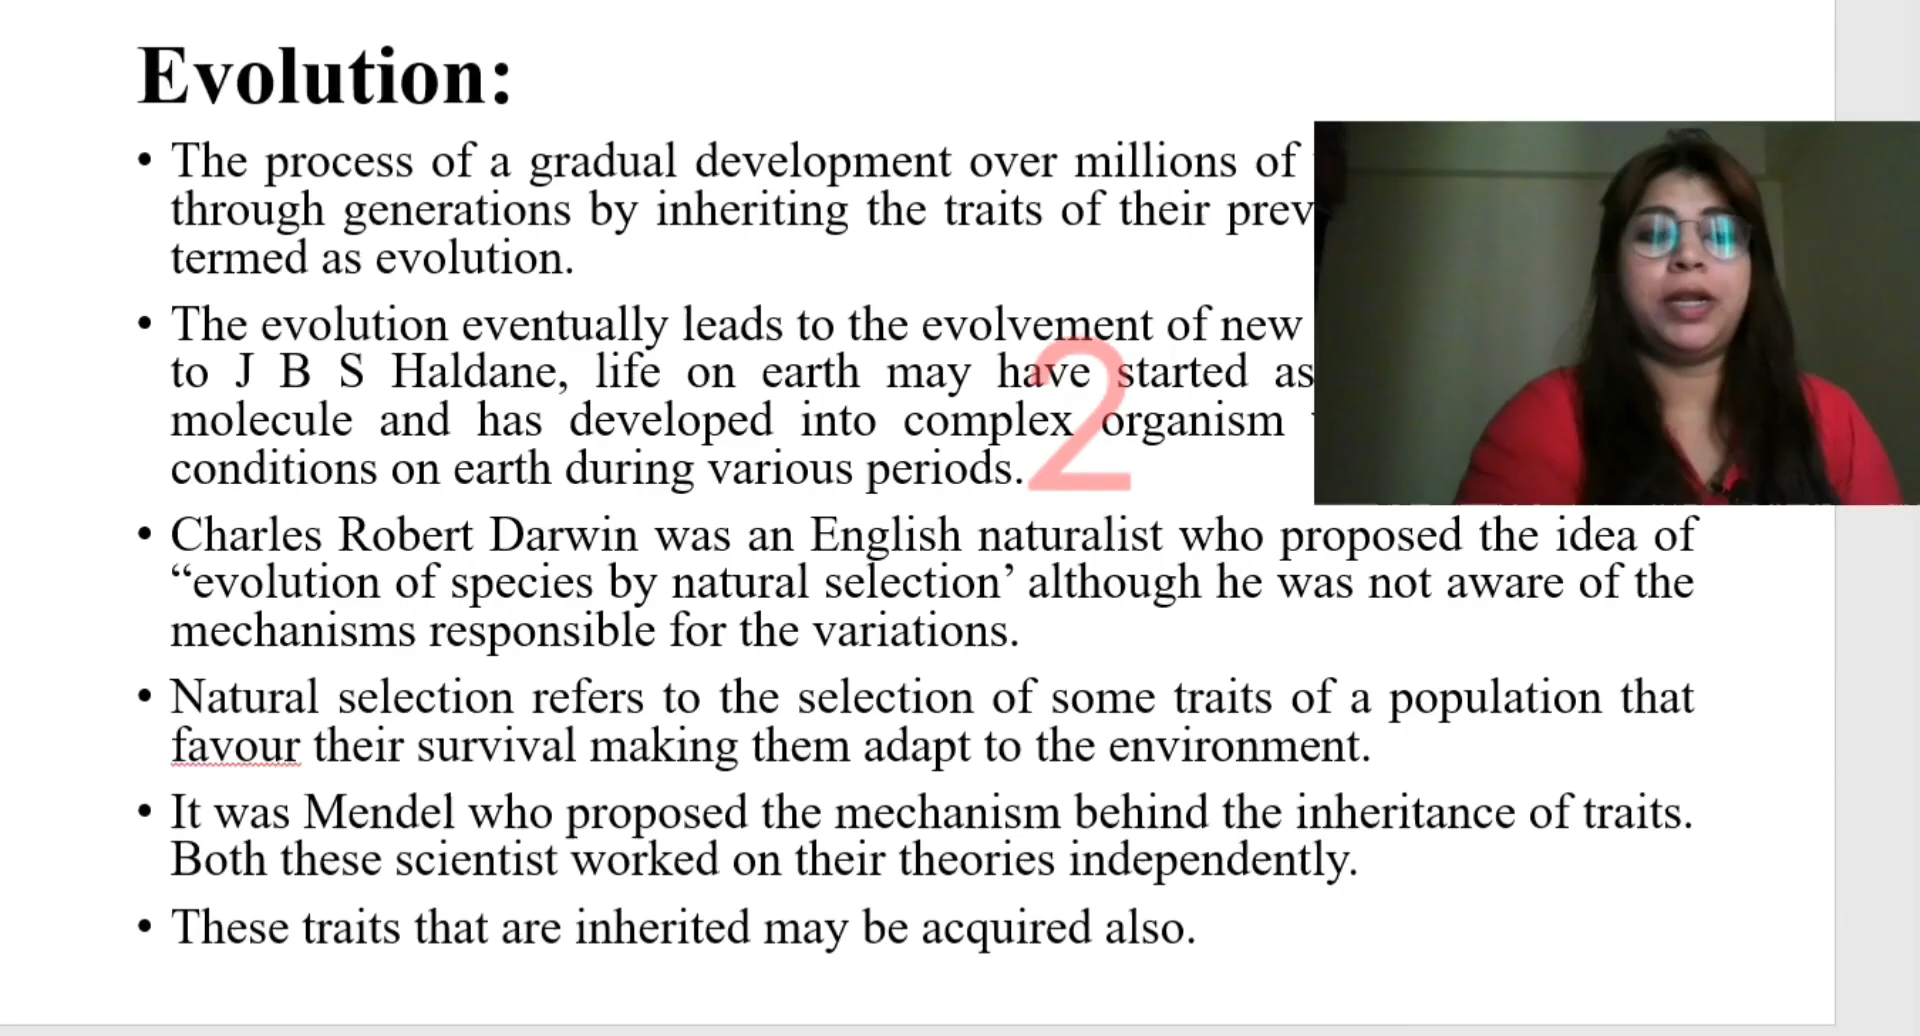 Evolution:
• The process of a gradual development over millions of
through generations by inheriting the traits of their prev
termed as evolution.
• The evolution eventually leads to the evolvement of new
to J B S Haldane, life on earth may have started as
molecule and has developed into complex organism
conditions on earth during various periods.
2
• Charles Robert Darwin was an English naturalist who proposed the idea of
“evolution of species by natural selection’ although he was not aware of the
mechanisms responsible for the variations.
• Natural selection refers to the selection of some traits of a population that
favour their survival making them adapt to the environment.
• It was Mendel who proposed the mechanism behind the inheritance of traits.
Both these scientist worked on their theories independently.
• These traits that are inherited may be acquired also.